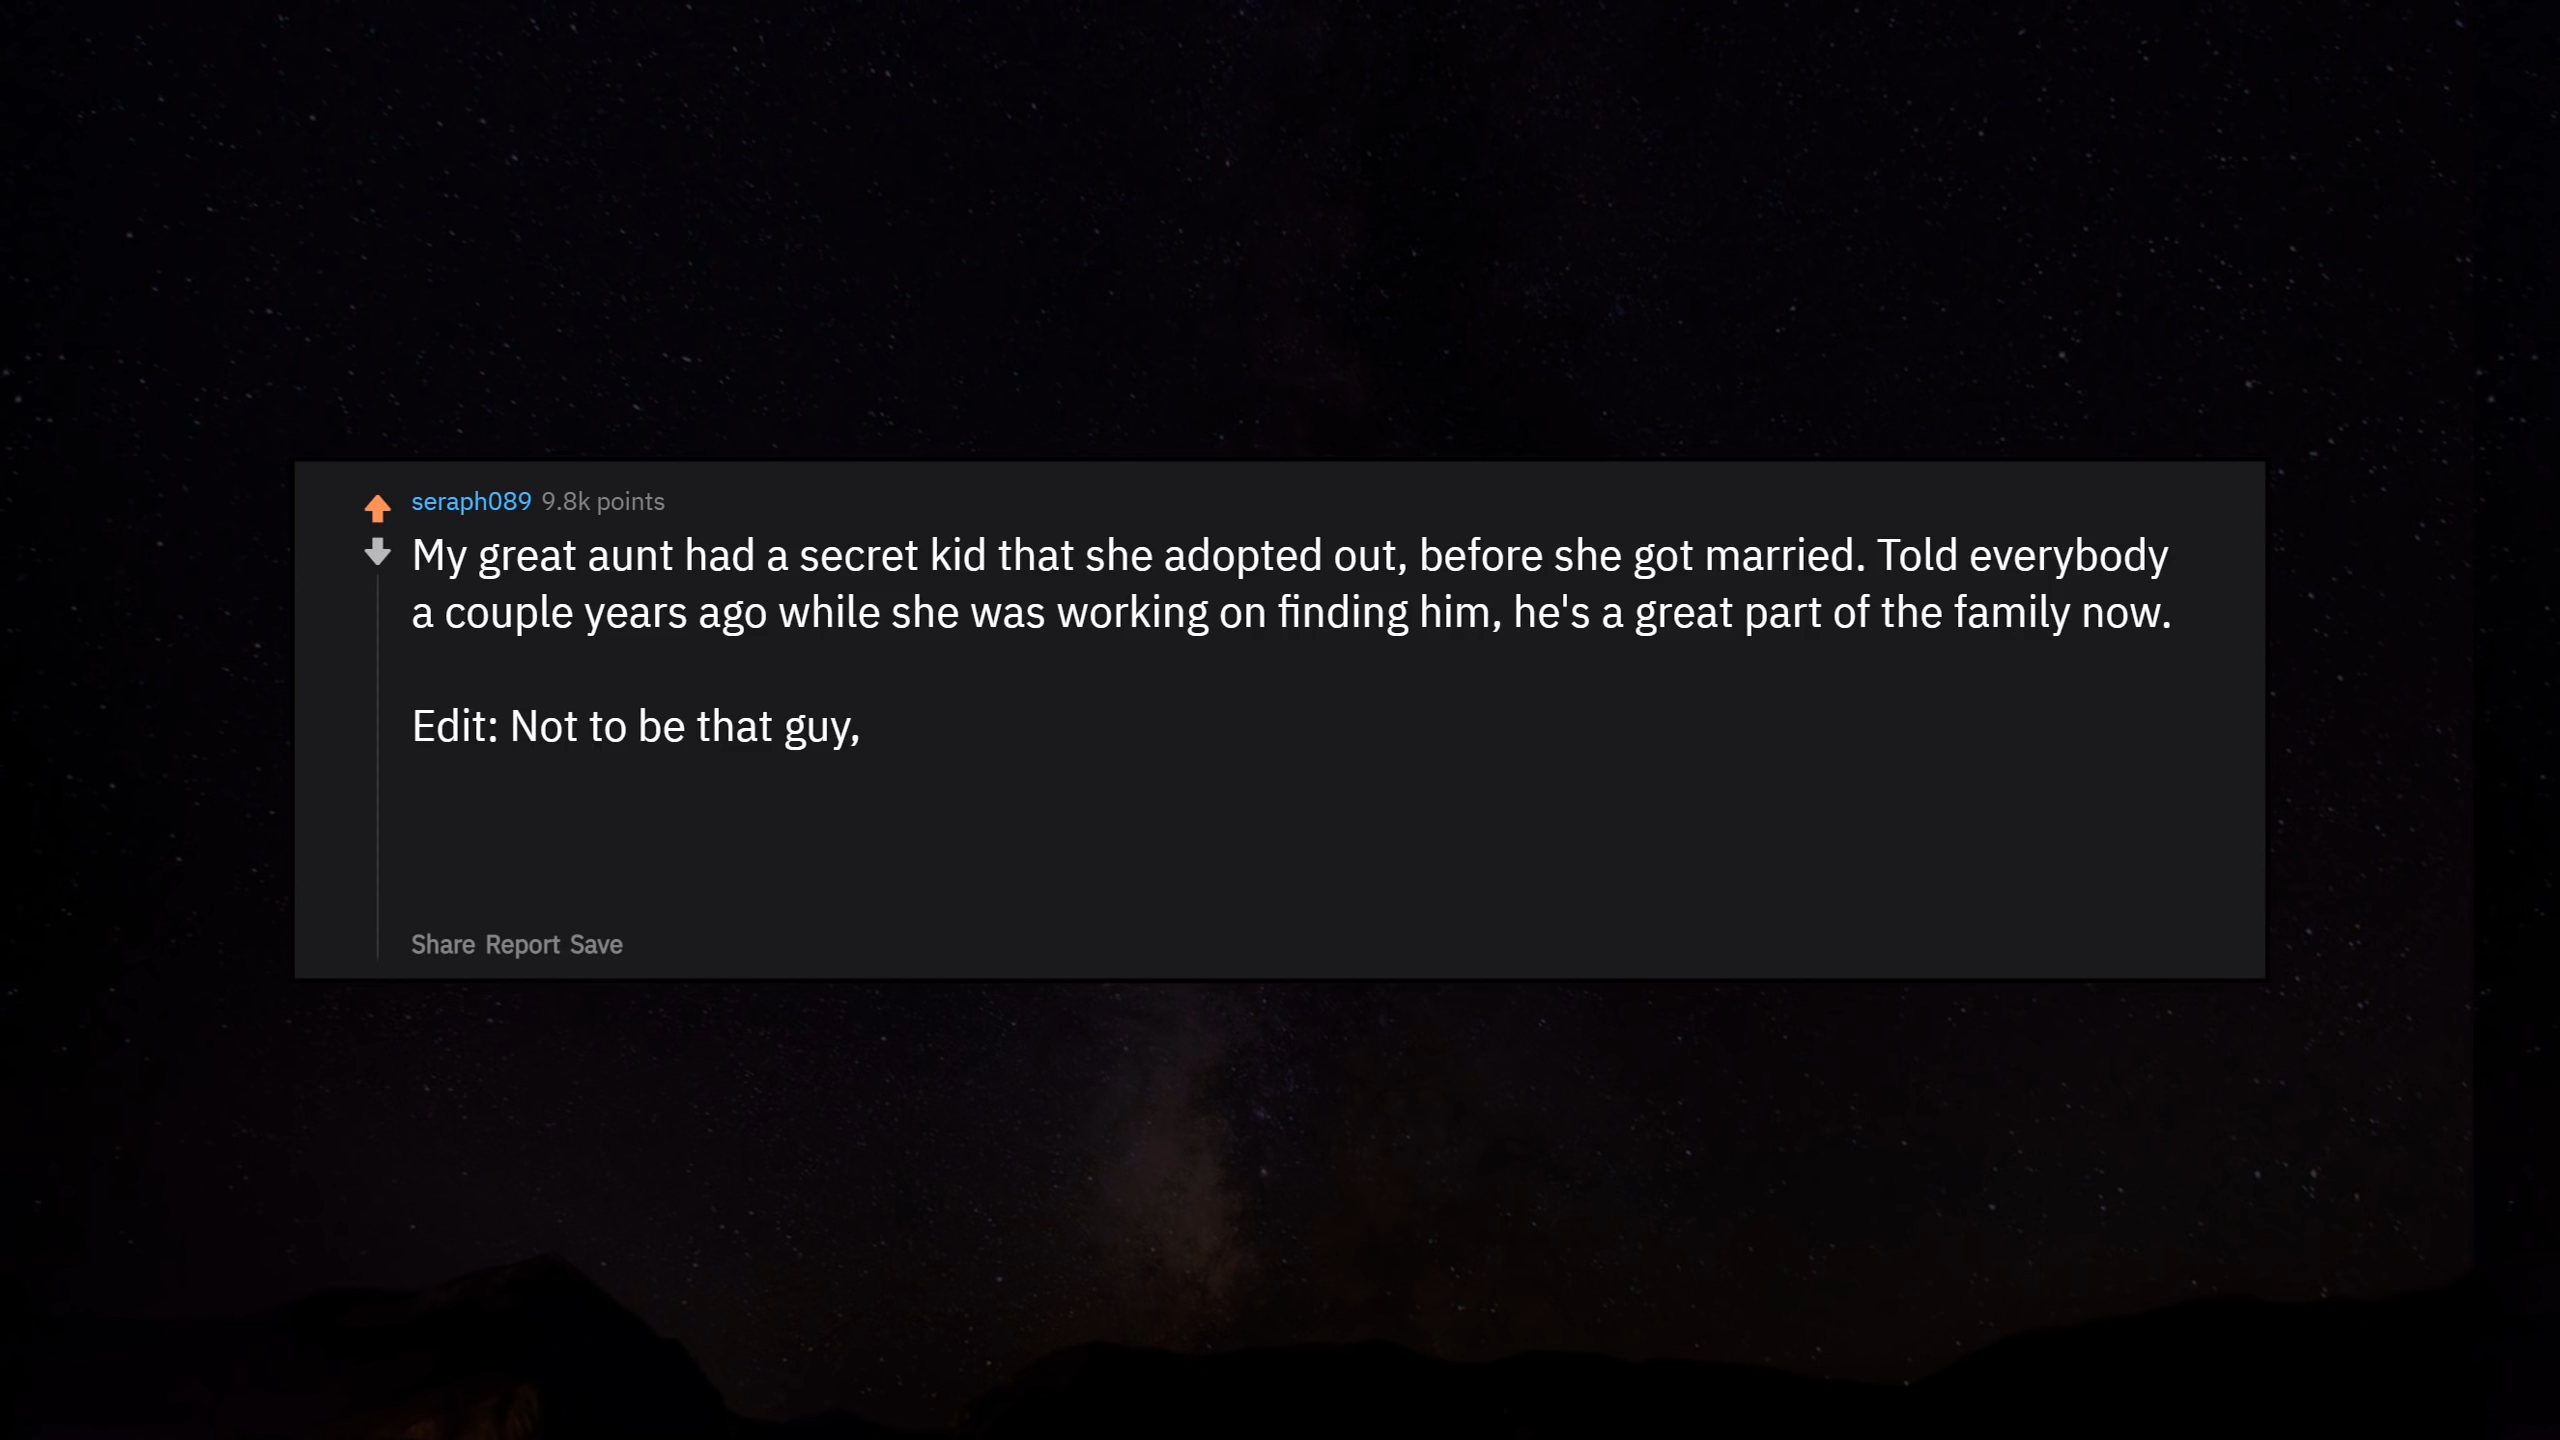 seraph089 9.8k points
My great aunt had a secret kid that she adopted out, before she got married. Told everybody
a couple years ago while she was working on finding him, he's a great part of the family now.
Edit: Not to be that guy,
Share Report Save